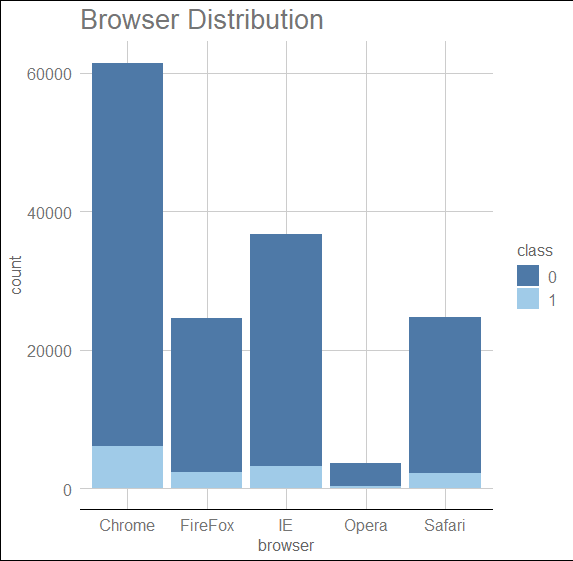 Browser Distribution
60000
40000
20000
0
count
Chrome FireFox IE Opera Safari
browser
class
0
1